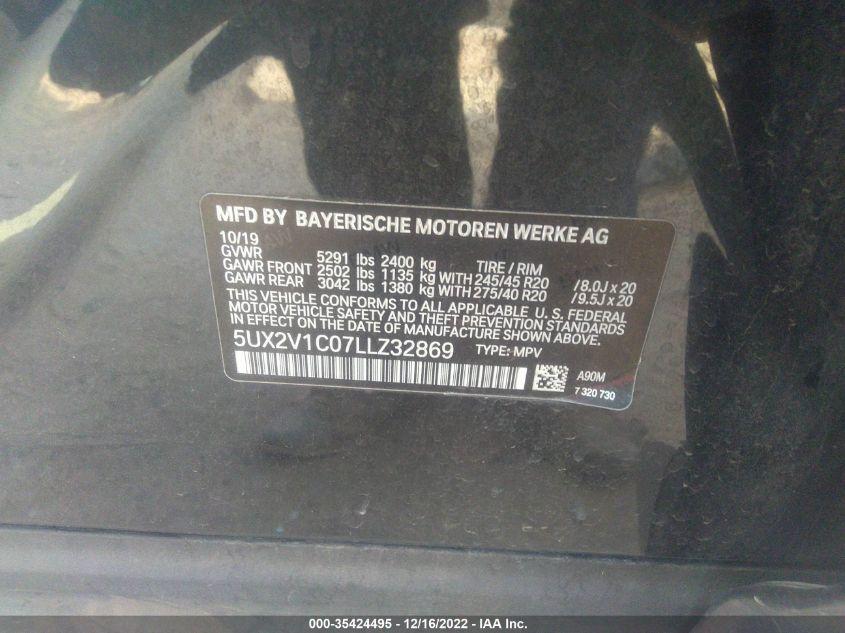 MFD BY BAYERISCHE MOTOREN WERKE AG
10/19
GVWR 5291 lbs 2400 kg TIRE / RIM
GAWR FRONT 2502 lbs 1135 kg WITH 245/45 R20 /8.0J x 20
GAWR REAR 3042 lbs 1380 kg WITH 275/40 R20 /9.5J x 20
THIS VEHICLE CONFORMS TO ALL APPLICABLE U. S. FEDERAL
MOTOR VEHICLE SAFETY AND THEFT PREVENTION STANDARDS
IN EFFECT ON THE DATE OF MANUFACTURE SHOWN ABOVE.
5UX2V1C07LLZ32869 TYPE: MPV
A90M
7 320 730
000-35424495 - 12/16/2022 - IAA Inc.